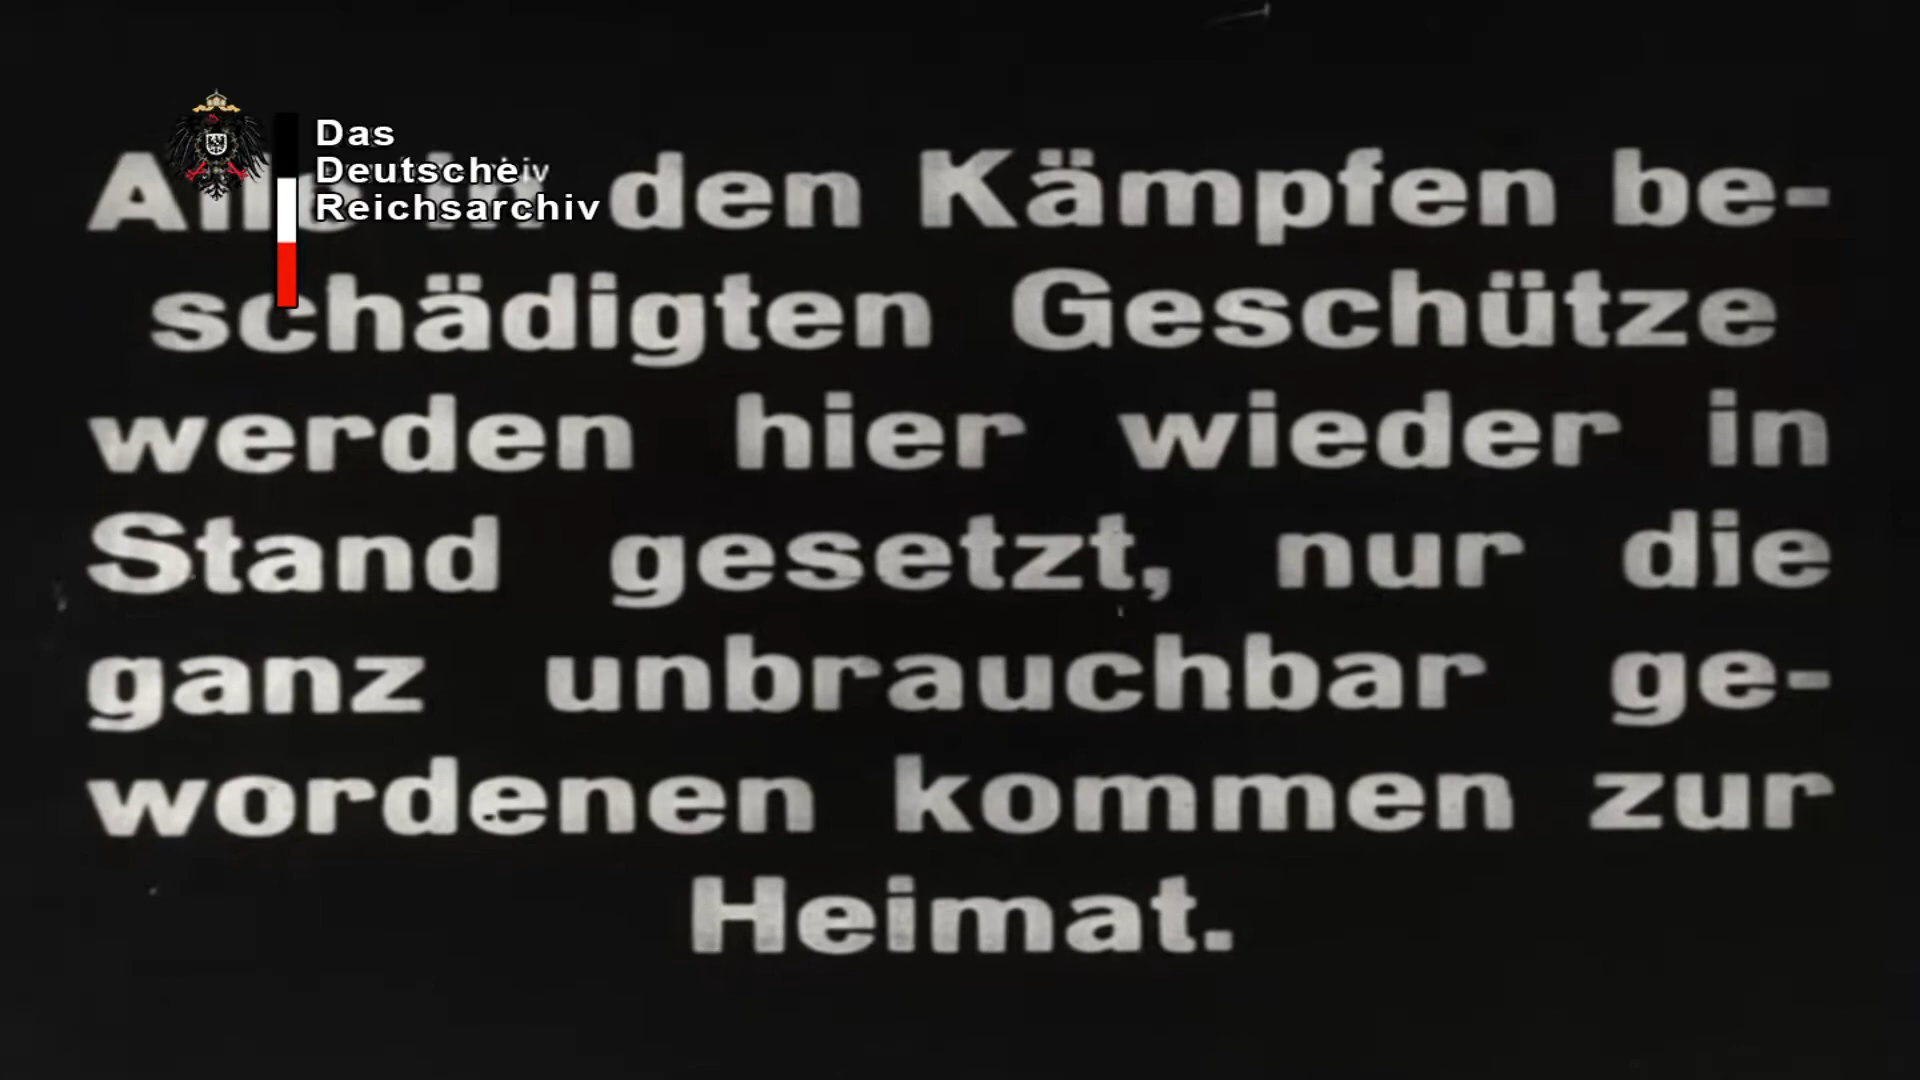 Das
Deutsche
Reichsarchiv
den Kämpfen be-
schädigten Geschütze
werden hier wieder in
Stand gesetzt, nur die
ganz unbrauchbar ge-
wordenen kommen zur
Heimat.